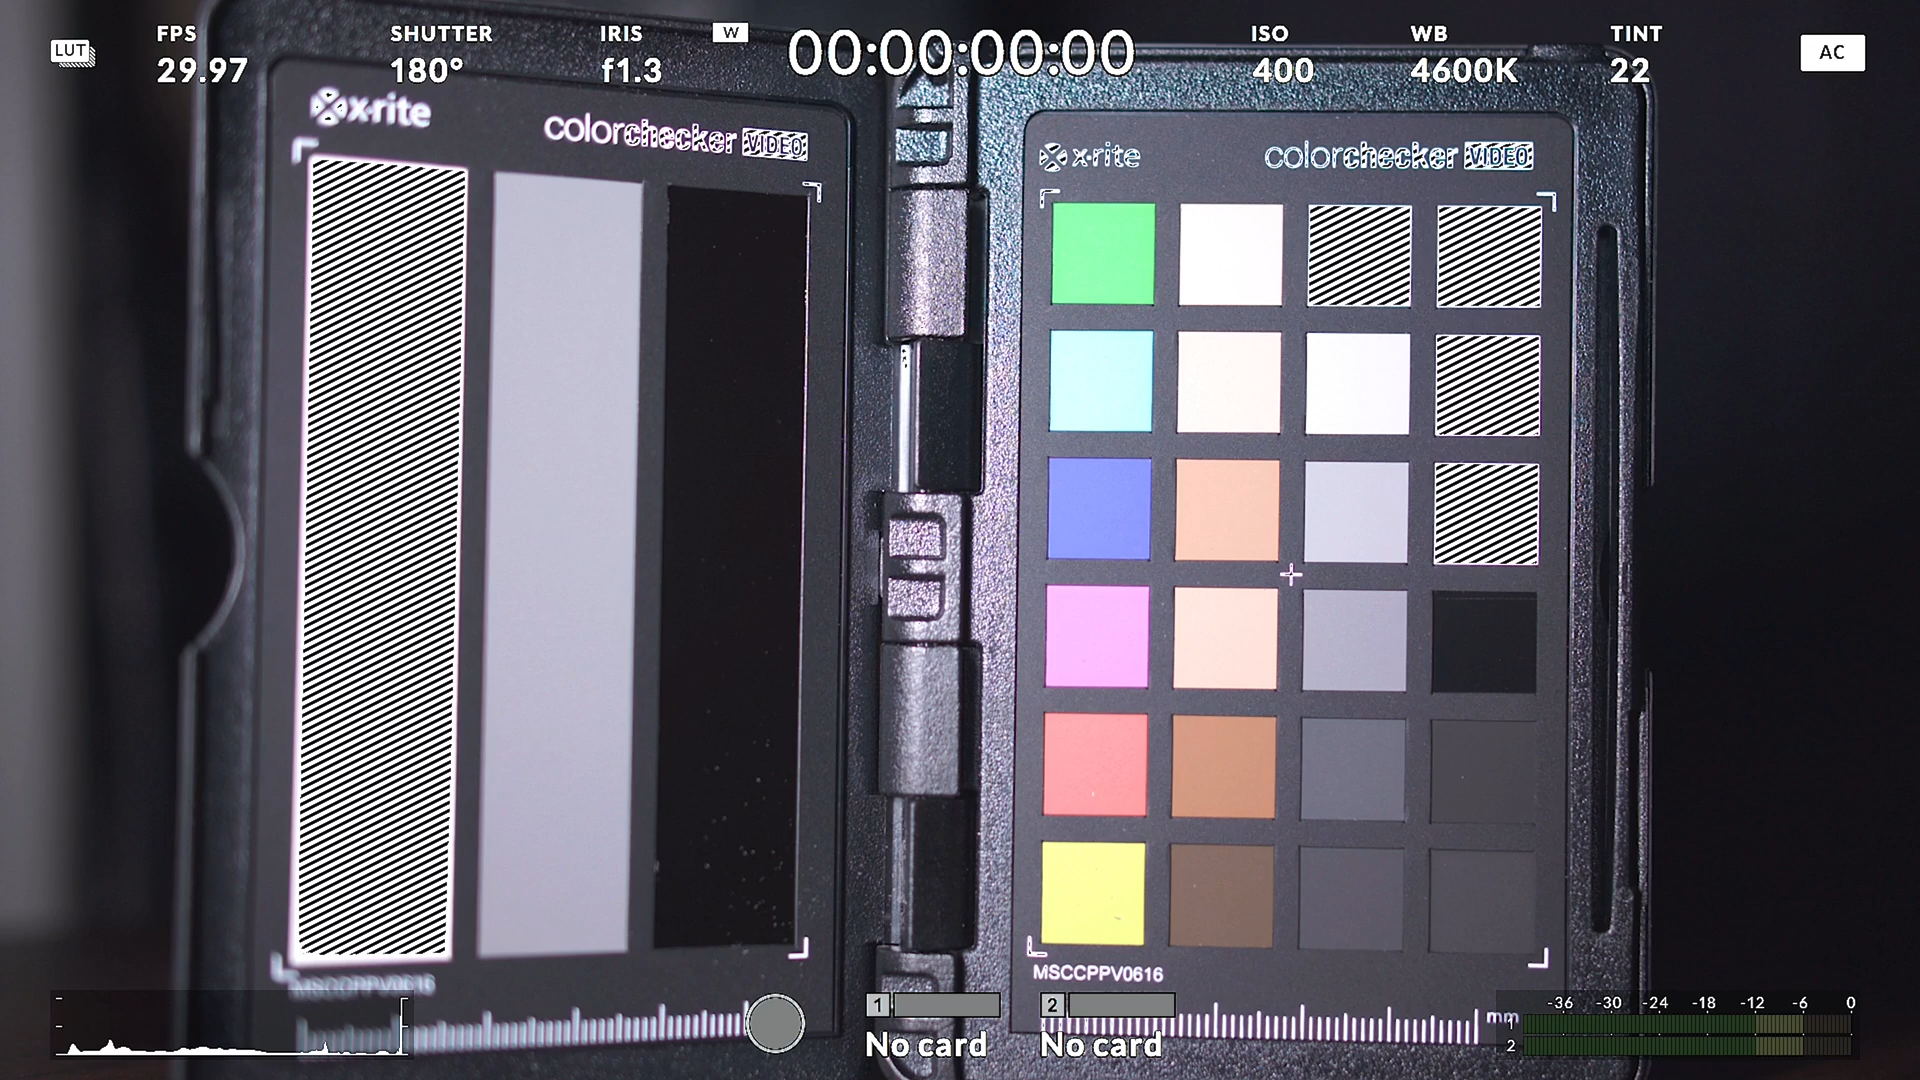 LUT
FPS
29.97
SHUTTER
180°
IRIS
f1.3
W
00:00:00:00
ISO
400
WB
4600K
TINT
22
AC
x·rite
colorchecker VIDEO
x·rite
colorchecker VIDEO
MSCCPPV0616
MSCCPPV0616
1
No card
2
No card
mm
-36 -30 -24 -18 -12 -6 0
1
2